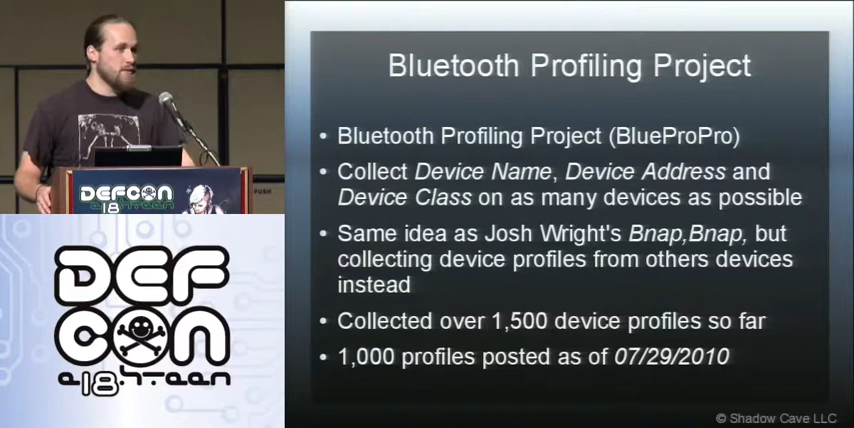 Bluetooth Profiling Project
• Bluetooth Profiling Project (BlueProPro)
• Collect Device Name, Device Address and
Device Class on as many devices as possible
• Same idea as Josh Wright's Bnap,Bnap, but
collecting device profiles from others devices
instead
• Collected over 1,500 device profiles so far
• 1,000 profiles posted as of 07/29/2010
© Shadow Cave LLC
PUSH
DEFCON
18
DEF
CON
e18h-teen